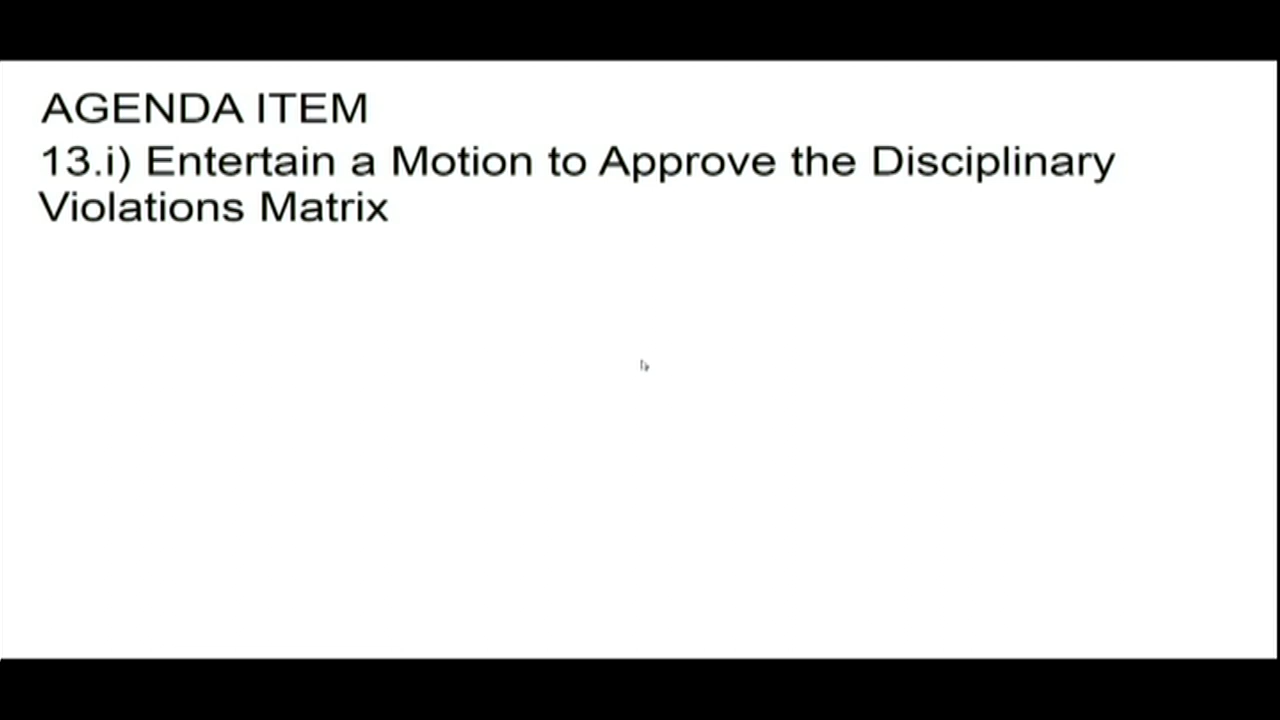 AGENDA ITEM
13.i) Entertain a Motion to Approve the Disciplinary
Violations Matrix